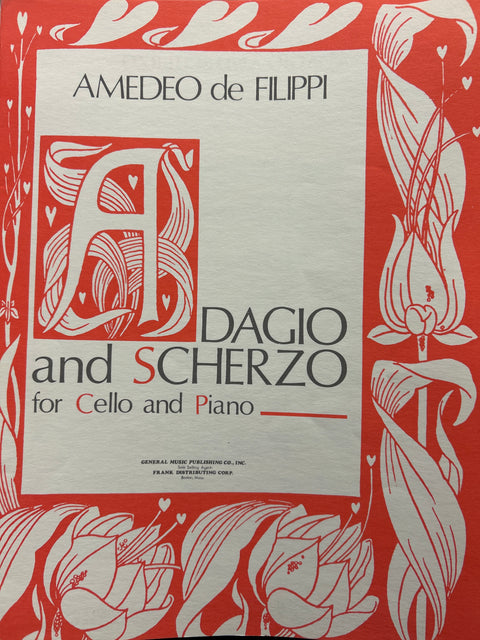 AMEDEO de FILIPPI
ADAGIO
and SCHERZO
for Cello and Piano
GENERAL MUSIC PUBLISHING CO., INC.
Sole Selling Agent
FRANK DISTRIBUTING CORP.
Boston, Mass.